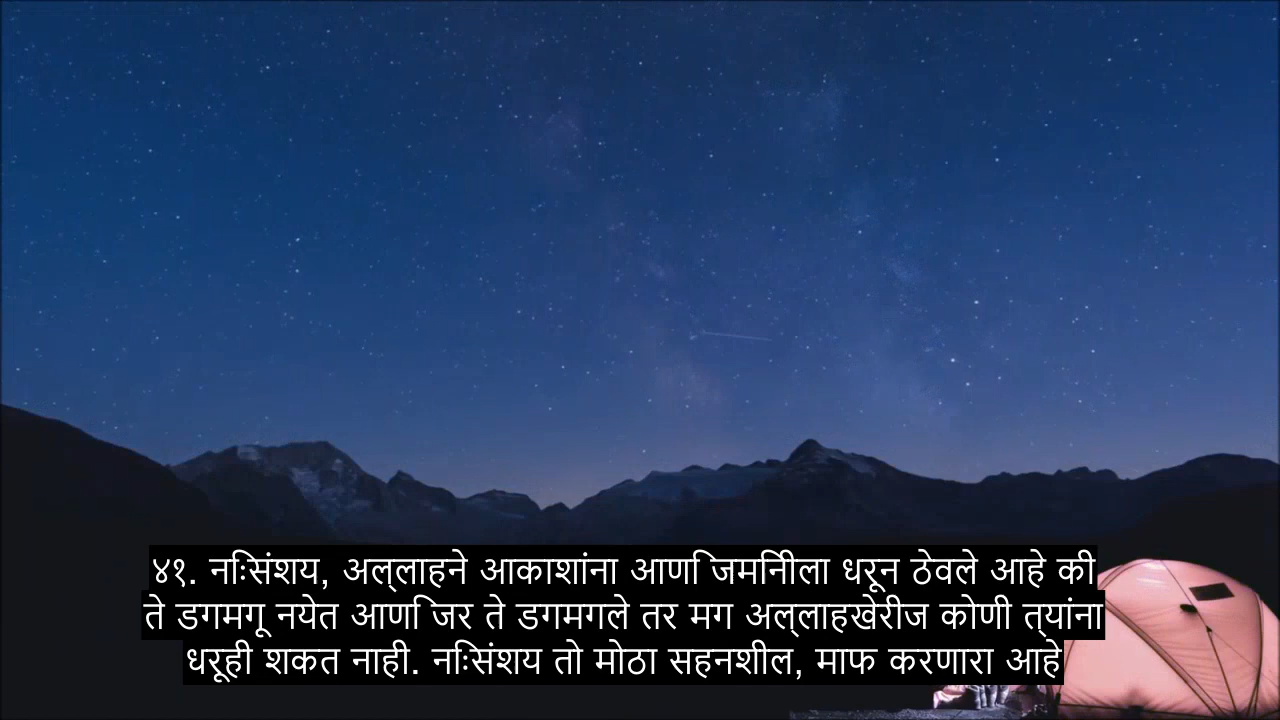 ४१. निःसंशय, अल्लाहने आकाशांना आणि जमिनीला धरून ठेवले आहे की
ते डगमगू नयेत आणि जर ते डगमगले तर मग अल्लाहखेरीज कोणी त्यांना
धरूही शकत नाही. निःसंशय तो मोठा सहनशील, माफ करणारा आहे